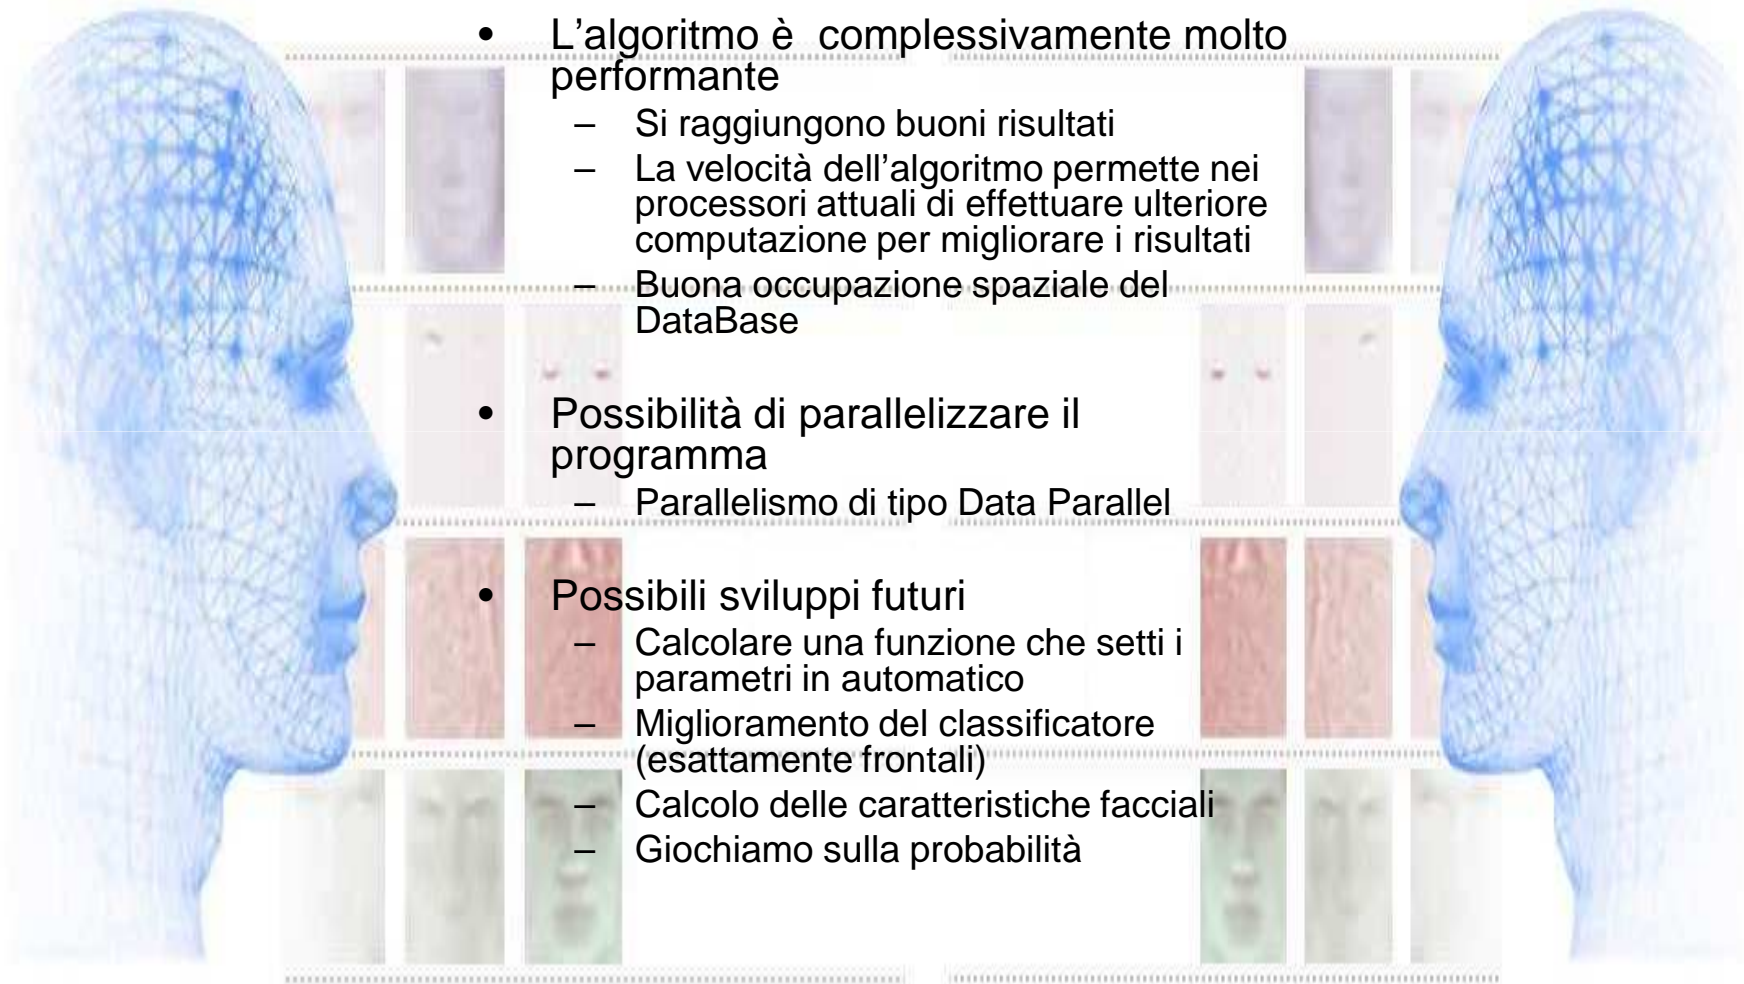 • L’algoritmo è complessivamente molto
performante
– Si raggiungono buoni risultati
– La velocità dell’algoritmo permette nei
processori attuali di effettuare ulteriore
computazione per migliorare i risultati
– Buona occupazione spaziale del
DataBase
• Possibilità di parallelizzare il
programma
– Parallelismo di tipo Data Parallel
• Possibili sviluppi futuri
– Calcolare una funzione che setti i
parametri in automatico
– Miglioramento del classificatore
(esattamente frontali)
– Calcolo delle caratteristiche facciali
– Giochiamo sulla probabilità